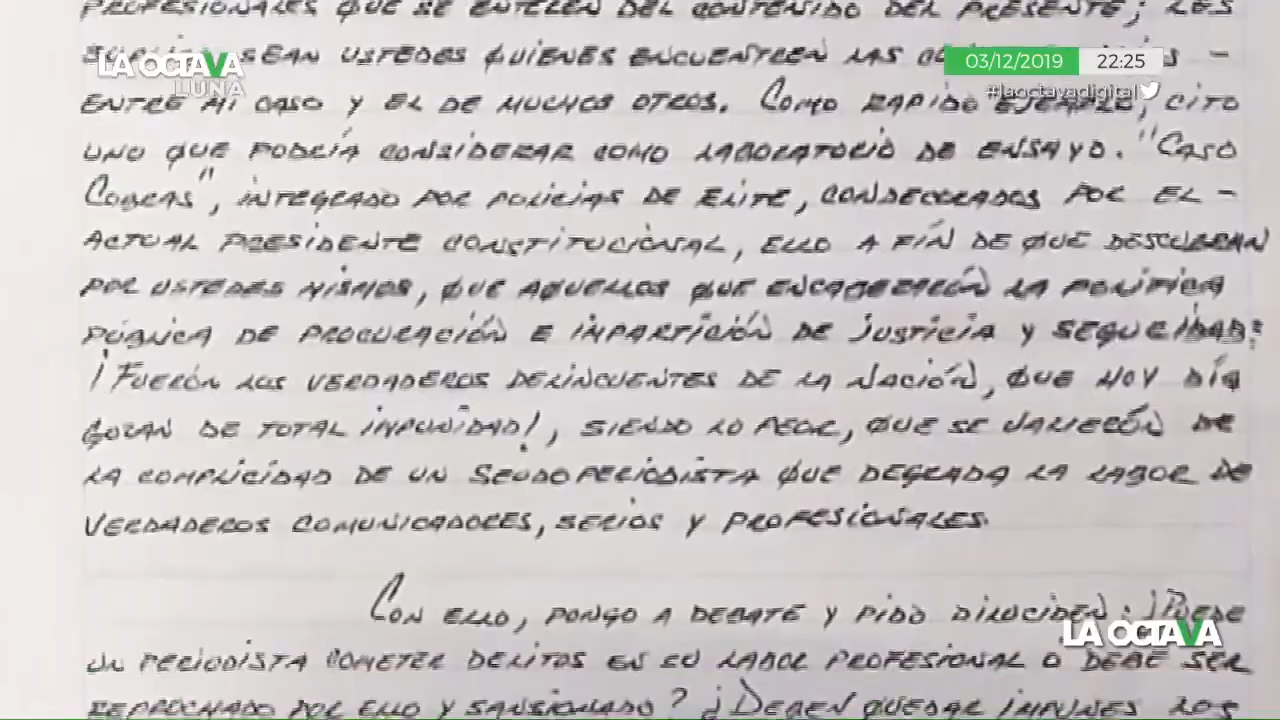 PROFESIONALES QUE SE ENTEREN DEL CONTENIDO DEL PRESENTE; LES
SEAN USTEDES QUIENES ENCUENTREN LAS -
ENTRE MI CASO Y EL DE MUCHOS OTROS. COMO RAPIDO EJEMPLO, CITO
UNO QUE PODRÍA CONSIDERAR COMO LABORATORIO DE ENSAYO. "CASO
COBRAS", INTEGRADO POR POLICIAS DE ELITE, CONDECORADOS POR EL -
ACTUAL PRESIDENTE CONSTITUCIONAL, ELLO A FÍN DE QUE DESCUBRAN
POR USTEDES MISMOS, QUE AQUELLOS QUE ENCABEZARÓN LA POLÍTICA
PÚBLICA DE PROCURACIÓN E IMPARTICIÓN DE JUSTICIA Y SEGURIDAD:
¡FUERÓN LOS VERDADEROS DELINCUENTES DE LA NACIÓN, QUE HOY DÍA
GOZAN DE TOTAL IMPUNIDAD!, SIENDO LO PEOR, QUE SE VALIERÓN DE
LA COMPLICIDAD DE UN SEUDOPERIODISTA QUE DEGRADA LA LABOR DE
VERDADEROS COMUNICADORES, SERIOS Y PROFESIONALES.
CON ELLO, PONGO A DEBATE Y PIDO DILUCIDEN: ¿PUEDE
UN PERIODISTA COMETER DELITOS EN SU LABOR PROFESIONAL O DEBE SER
REPROCHADO POR ELLO Y SANSIONADO? ¿DEBEN QUEDAR IMPUNES LOS
LA OCTAVA
LUNA
03/12/2019 22:25
#laoctavadigital
LA OCTAVA